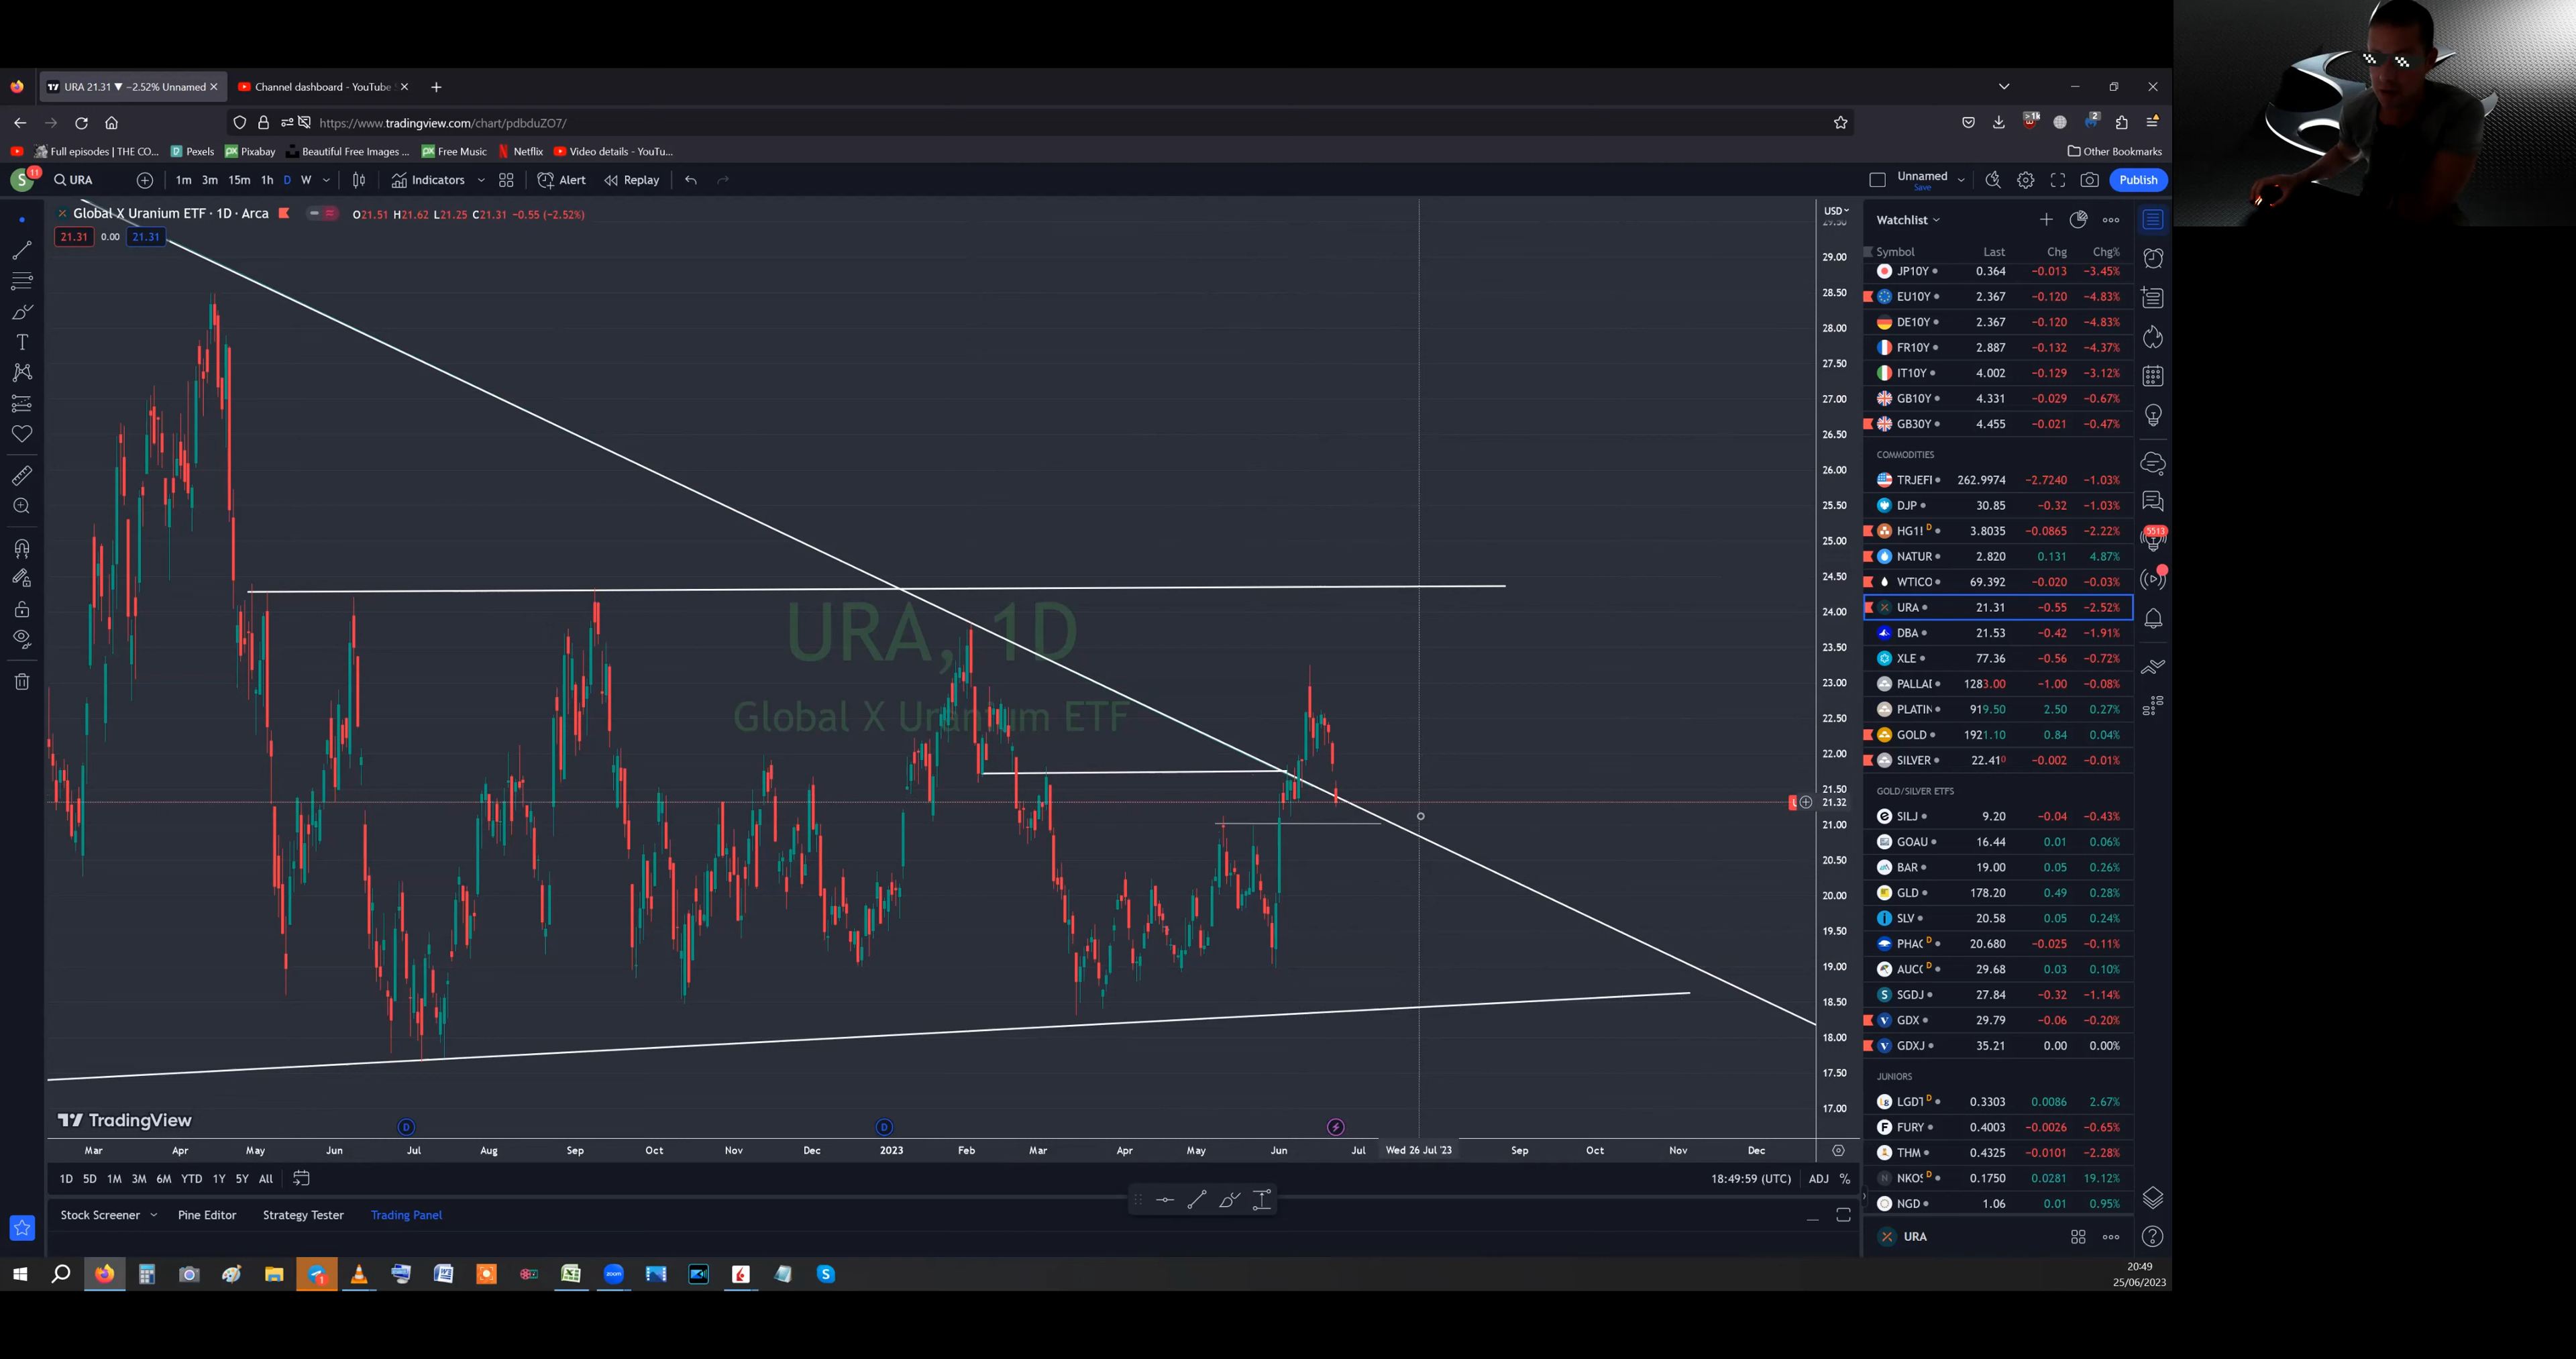 URA 21.31 ▼ −2.52% Unnamed
Channel dashboard - YouTube
https://www.tradingview.com/chart/pdbduZO7/
>1k
2
Full episodes | THE CO...
Pexels
Pixabay
Beautiful Free Images ...
Free Music
Netflix
Video details - YouTu...
Other Bookmarks
S 11
URA
1m 3m 15m 1h D W
Indicators
Alert
Replay
Unnamed
Save
Publish
Global X Uranium ETF · 1D · Arca
O21.51 H21.62 L21.25 C21.31 −0.55 (−2.52%)
21.31 0.00 21.31
URA, 1D
Global X Uranium ETF
USD
29.50
29.00
28.50
28.00
27.50
27.00
26.50
26.00
25.50
25.00
24.50
24.00
23.50
23.00
22.50
22.00
21.50
21.32
21.00
20.50
20.00
19.50
19.00
18.50
18.00
17.50
17.00
TradingView
D
D
Mar Apr May Jun Jul Aug Sep Oct Nov Dec 2023 Feb Mar Apr May Jun Jul Wed 26 Jul '23 Sep Oct Nov Dec
1D 5D 1M 3M 6M YTD 1Y 5Y All
18:49:59 (UTC) ADJ %
Stock Screener
Pine Editor
Strategy Tester
Trading Panel
Watchlist
Symbol Last Chg Chg%
JP10Y 0.364 −0.013 −3.45%
EU10Y 2.367 −0.120 −4.83%
DE10Y 2.367 −0.120 −4.83%
FR10Y 2.887 −0.132 −4.37%
IT10Y 4.002 −0.129 −3.12%
GB10Y 4.331 −0.029 −0.67%
GB30Y 4.455 −0.021 −0.47%
COMMODITIES
TRJEFI 262.9974 −2.7240 −1.03%
DJP 30.85 −0.32 −1.03%
HG1! D 3.8035 −0.0865 −2.22%
NATUR 2.820 0.131 4.87%
WTICO 69.392 −0.020 −0.03%
URA 21.31 −0.55 −2.52%
DBA 21.53 −0.42 −1.91%
XLE 77.36 −0.56 −0.72%
PALLAI 1283.00 −1.00 −0.08%
PLATIN 919.50 2.50 0.27%
GOLD 1921.10 0.84 0.04%
SILVER 22.410 −0.002 −0.01%
GOLD/SILVER ETFS
SILJ 9.20 −0.04 −0.43%
GOAU 16.44 0.01 0.06%
BAR 19.00 0.05 0.26%
GLD 178.20 0.49 0.28%
SLV 20.58 0.05 0.24%
PHAC D 20.680 −0.025 −0.11%
AUCC D 29.68 0.03 0.10%
SGDJ 27.84 −0.32 −1.14%
GDX 29.79 −0.06 −0.20%
GDXJ 35.21 0.00 0.00%
JUNIORS
LGDT D 0.3303 0.0086 2.67%
FURY 0.4003 −0.0026 −0.65%
THM 0.4325 −0.0101 −2.28%
NKOS D 0.1750 0.0281 19.12%
NGD 1.06 0.01 0.95%
URA
5513
zoom
20:49
25/06/2023